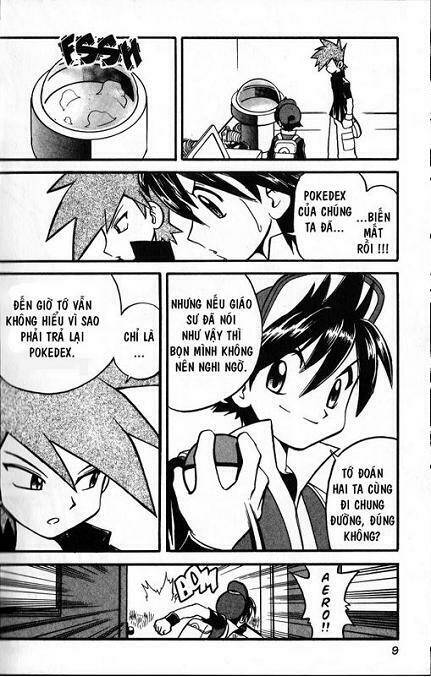 FSSH
POKEDEX
CỦA CHÚNG
TA ĐÃ...
...BIẾN
MẤT
RỒI !!!
NHƯNG NẾU GIÁO
SƯ ĐÃ NÓI
NHƯ VẬY THÌ
BỌN MÌNH KHÔNG
NÊN NGHI NGỜ.
CHỈ LÀ
...
ĐẾN GIỜ TỚ VẪN
KHÔNG HIỂU VÌ SAO
PHẢI TRẢ LẠI
POKEDEX.
TỚ ĐOÁN
HAI TA CÙNG
ĐI CHUNG
ĐƯỜNG, ĐÚNG
KHÔNG?
BOM
AERO!!
9